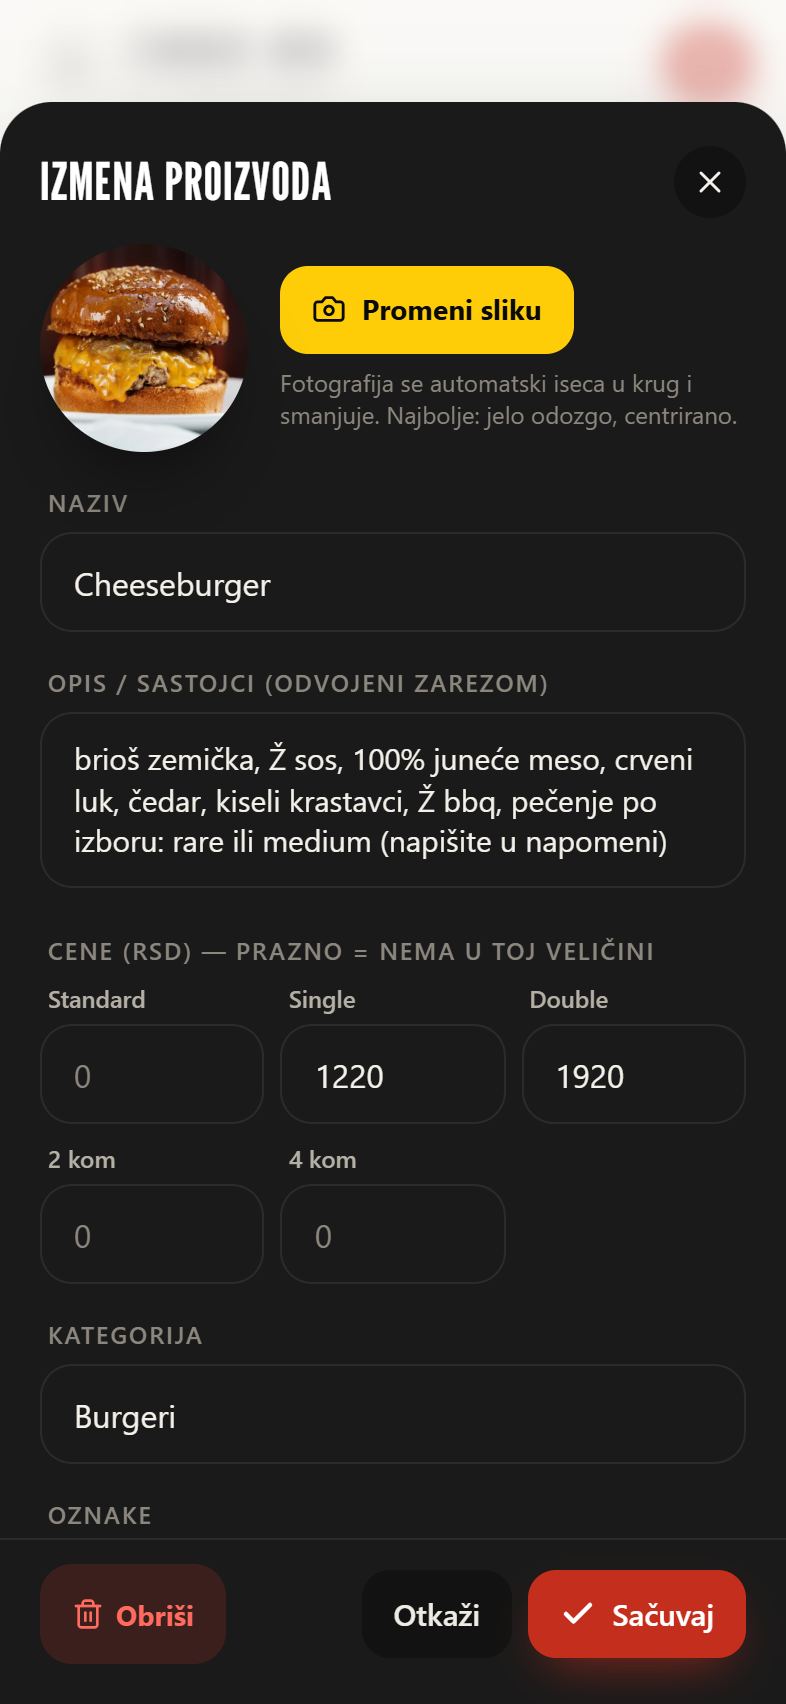 IZMENA PROIZVODA
Promeni sliku
Fotografija se automatski iseca u krug i
smanjuje. Najbolje: jelo odozgo, centrirano.
NAZIV
Cheeseburger
OPIS / SASTOJCI (ODVOJENI ZAREZOM)
brioš zemička, Ž sos, 100% juneće meso, crveni
luk, čedar, kiseli krastavci, Ž bbq, pečenje po
izboru: rare ili medium (napišite u napomeni)
CENE (RSD) — PRAZNO = NEMA U TOJ VELIČINI
Standard Single Double
0 1220 1920
2 kom 4 kom
0 0
KATEGORIJA
Burgeri
OZNAKE
Obriši Otkaži Sačuvaj